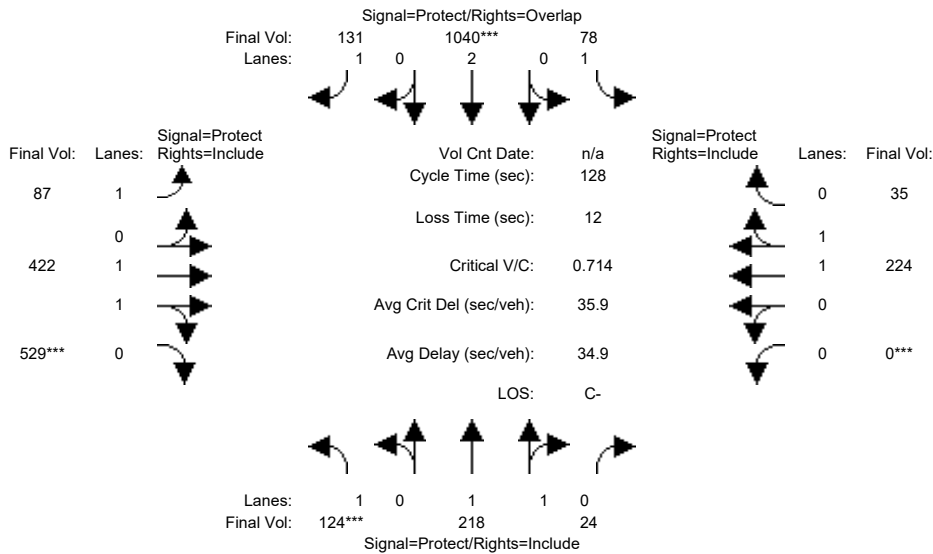 Signal=Protect/Rights=Overlap
Final Vol: 131 1040*** 78
Lanes: 1 0 2 0 1
Signal=Protect Signal=Protect
Final Vol: Lanes: Rights=Include Vol Cnt Date: n/a Rights=Include Lanes: Final Vol:
Cycle Time (sec): 128
87 1 0 35
Loss Time (sec): 12
0 1
422 1 Critical V/C: 0.714 1 224
1 Avg Crit Del (sec/veh): 35.9 0
529*** 0 Avg Delay (sec/veh): 34.9 0 0***
LOS: C-
Lanes: 1 0 1 1 0
Final Vol: 124*** 218 24
Signal=Protect/Rights=Include